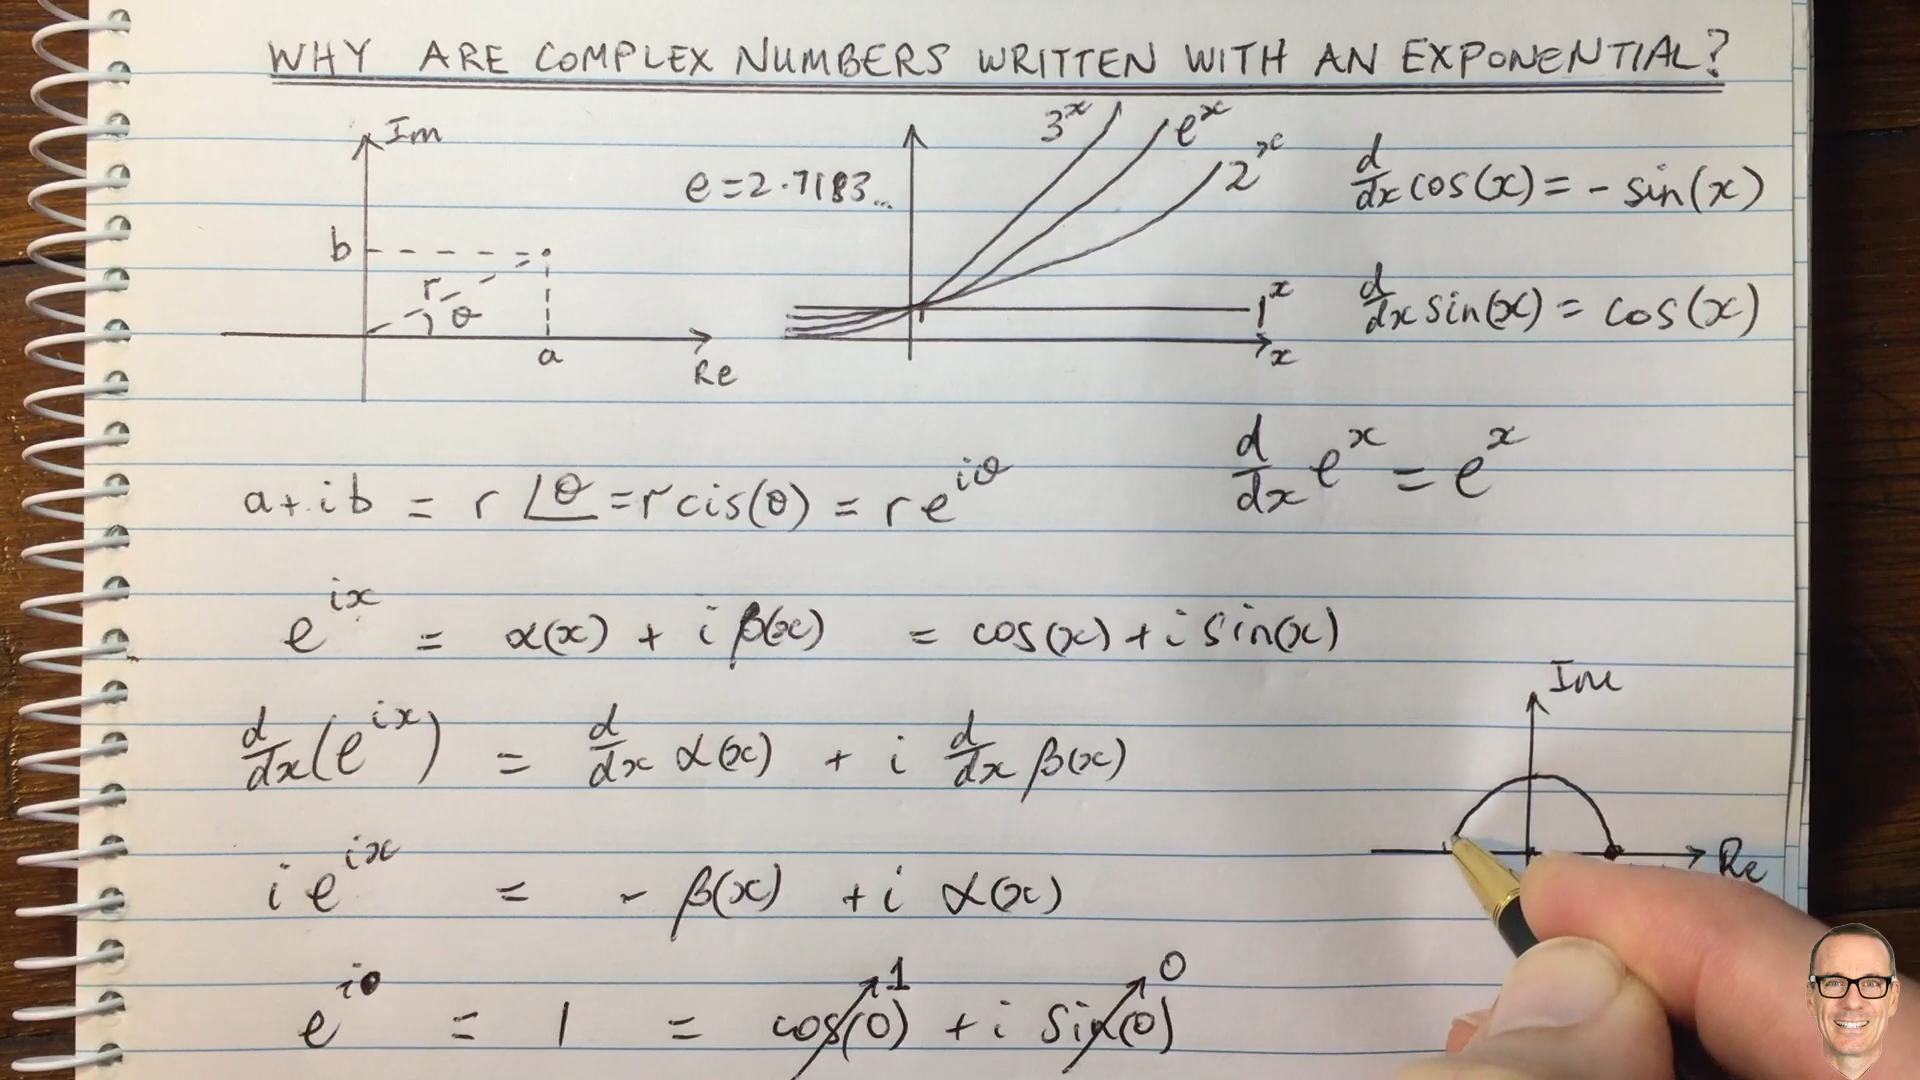 WHY ARE COMPLEX NUMBERS WRITTEN WITH AN EXPONENTIAL?
Im
b
r
θ
a
Re
e = 2.7183...
3^x
e^x
2^x
1^x
x
d/dx cos(x) = - sin(x)
d/dx sin(x) = cos(x)
d/dx e^x = e^x
a + ib = r ∠θ = r cis(θ) = r e^{iθ}
e^{ix} = α(x) + i β(x) = cos(x) + i sin(x)
d/dx (e^{ix}) = d/dx α(x) + i d/dx β(x)
i e^{ix} = - β(x) + i α(x)
e^{i0} = 1 = cos(0) 1 + i sin(0) 0
Im
Re